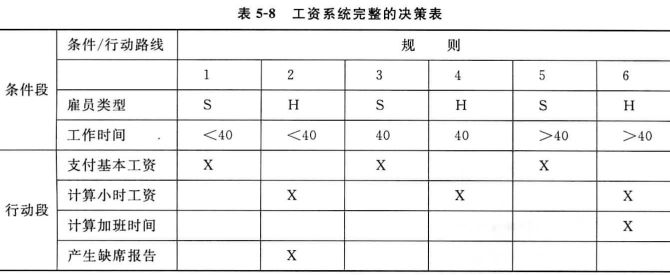 表 5-8 工资系统完整的决策表
条件/行动路线 规 则
1 2 3 4 5 6
条件段
雇员类型 S H S H S H
工作时间 <40 <40 40 40 >40 >40
支付基本工资 X X X
计算小时工资 X X X
行动段
计算加班时间 X
产生缺席报告 X